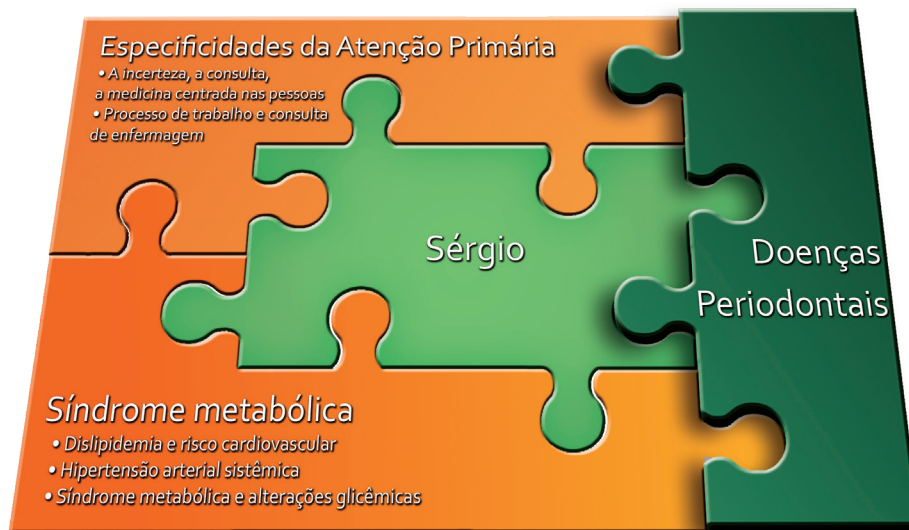 Especificidades da Atenção Primária
• A incerteza, a consulta,
a medicina centrada nas pessoas
• Processo de trabalho e consulta
de enfermagem
Sérgio
Doenças
Periodontais
Síndrome metabólica
• Dislipidemia e risco cardiovascular
• Hipertensão arterial sistêmica
• Síndrome metabólica e alterações glicêmicas